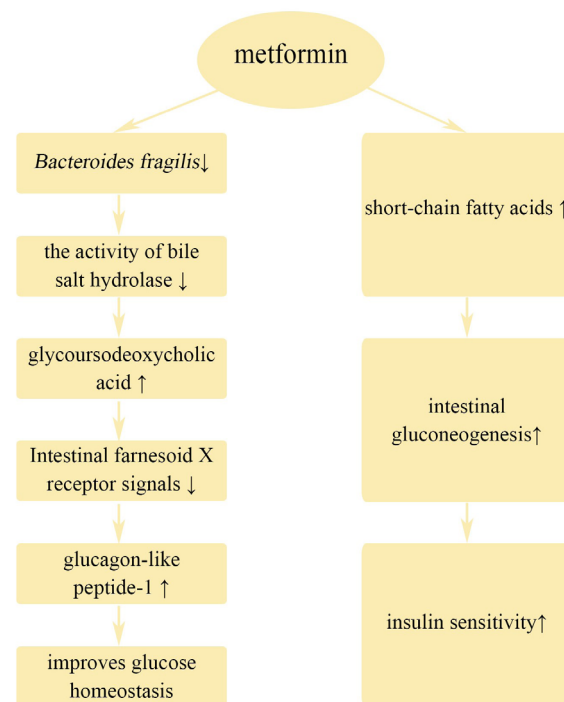 metformin
Bacteroides fragilis↓
the activity of bile
salt hydrolase ↓
glycoursodeoxycholic
acid ↑
Intestinal farnesoid X
receptor signals ↓
glucagon-like
peptide-1 ↑
improves glucose
homeostasis
short-chain fatty acids ↑
intestinal
gluconeogenesis↑
insulin sensitivity↑